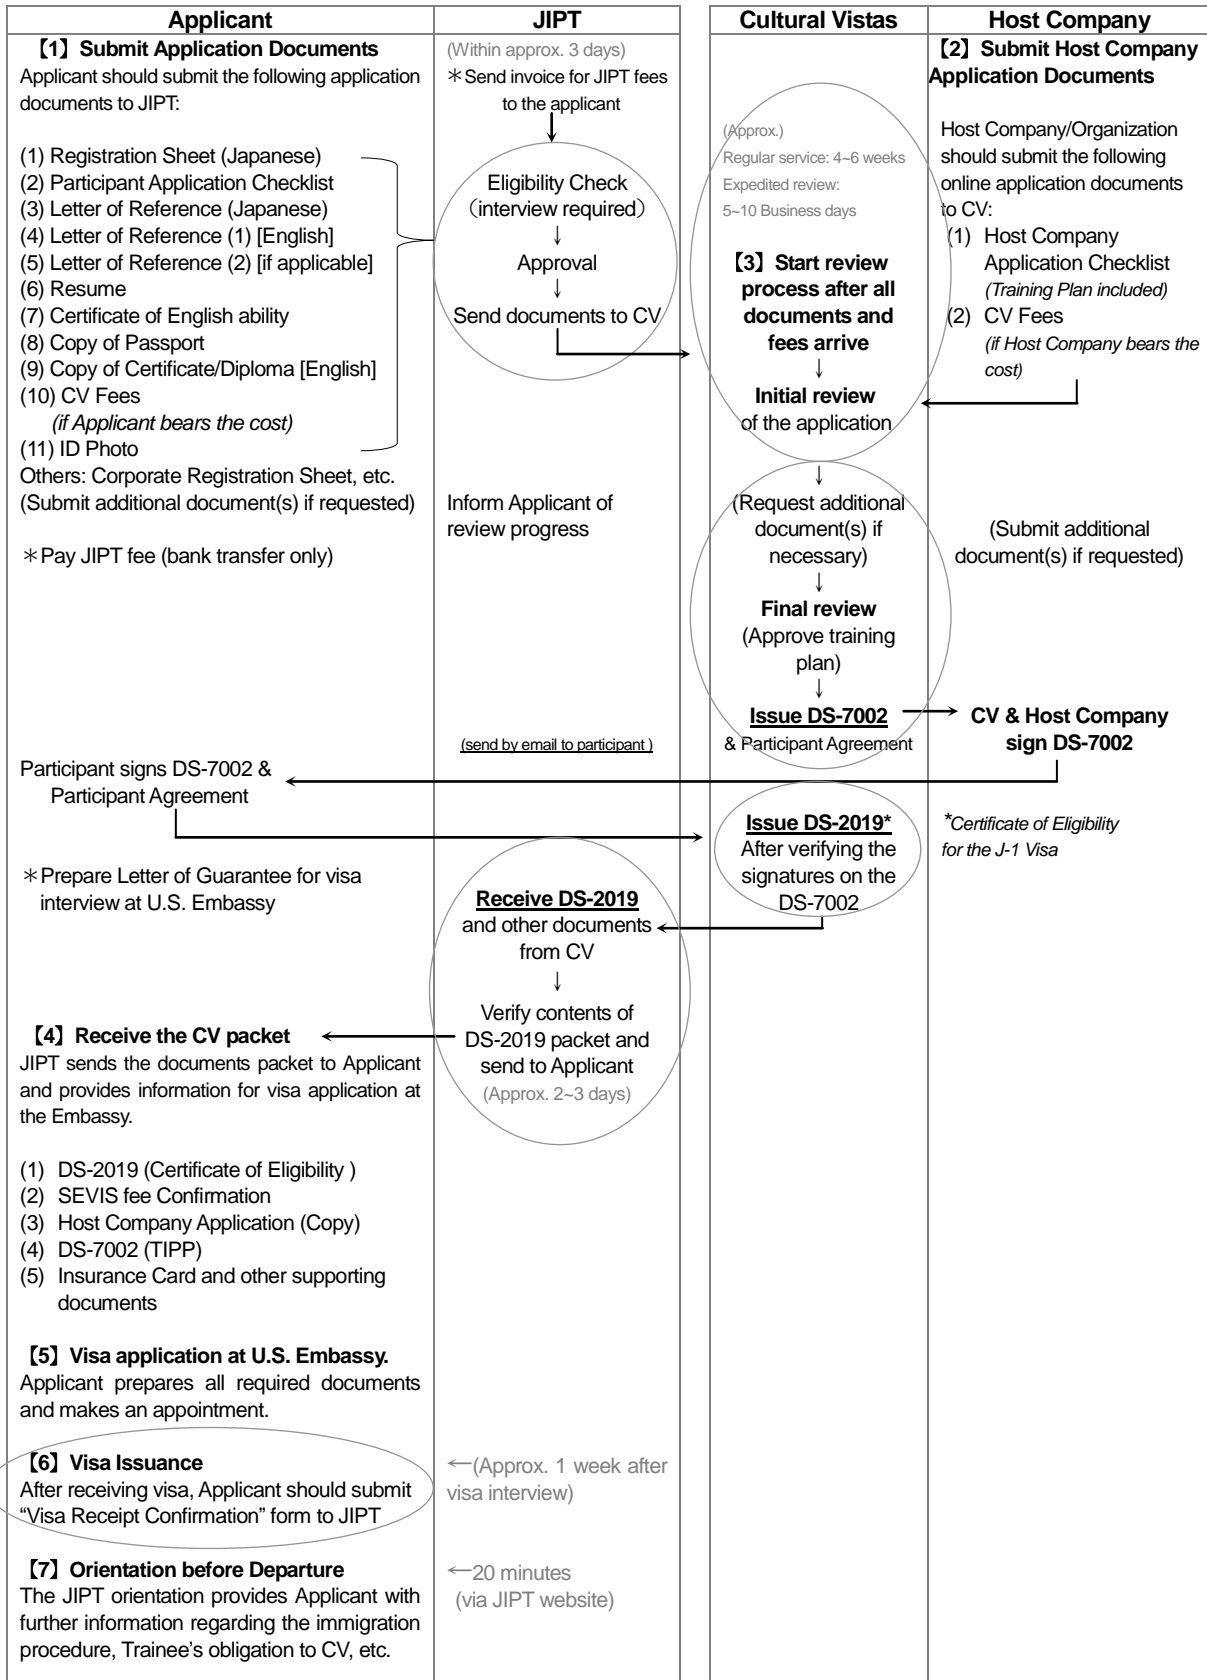 Applicant
JIPT
Cultural Vistas
Host Company
【1】Submit Application Documents
Applicant should submit the following application
documents to JIPT:
(1) Registration Sheet (Japanese)
(2) Participant Application Checklist
(3) Letter of Reference (Japanese)
(4) Letter of Reference (1) [English]
(5) Letter of Reference (2) [if applicable]
(6) Resume
(7) Certificate of English ability
(8) Copy of Passport
(9) Copy of Certificate/Diploma [English]
(10) CV Fees
(if Applicant bears the cost)
(11) ID Photo
Others: Corporate Registration Sheet, etc.
(Submit additional document(s) if requested)
＊Pay JIPT fee (bank transfer only)
(Within approx. 3 days)
＊Send invoice for JIPT fees
to the applicant
↓
Eligibility Check
（interview required）
↓
Approval
↓
Send documents to CV
Inform Applicant of
review progress
(Approx.)
Regular service: 4~6 weeks
Expedited review:
5~10 Business days
【3】Start review
process after all
documents and
fees arrive
↓
Initial review
of the application
↓
(Request additional
document(s) if
necessary)
↓
Final review
(Approve training
plan)
↓
Issue DS-7002
& Participant Agreement
【2】Submit Host Company
Application Documents
Host Company/Organization
should submit the following
online application documents
to CV:
(1) Host Company
Application Checklist
(Training Plan included)
(2) CV Fees
(if Host Company bears the
cost)
(Submit additional
document(s) if requested)
CV & Host Company
sign DS-7002
(send by email to participant )
Participant signs DS-7002 &
Participant Agreement
Issue DS-2019*
After verifying the
signatures on the
DS-7002
*Certificate of Eligibility
for the J-1 Visa
＊Prepare Letter of Guarantee for visa
interview at U.S. Embassy
Receive DS-2019
and other documents
from CV
↓
Verify contents of
DS-2019 packet and
send to Applicant
(Approx. 2~3 days)
【4】Receive the CV packet
JIPT sends the documents packet to Applicant
and provides information for visa application at
the Embassy.
(1) DS-2019 (Certificate of Eligibility )
(2) SEVIS fee Confirmation
(3) Host Company Application (Copy)
(4) DS-7002 (TIPP)
(5) Insurance Card and other supporting
documents
【5】Visa application at U.S. Embassy.
Applicant prepares all required documents
and makes an appointment.
【6】Visa Issuance
After receiving visa, Applicant should submit
“Visa Receipt Confirmation” form to JIPT
←(Approx. 1 week after
visa interview)
【7】Orientation before Departure
The JIPT orientation provides Applicant with
further information regarding the immigration
procedure, Trainee’s obligation to CV, etc.
←20 minutes
(via JIPT website)